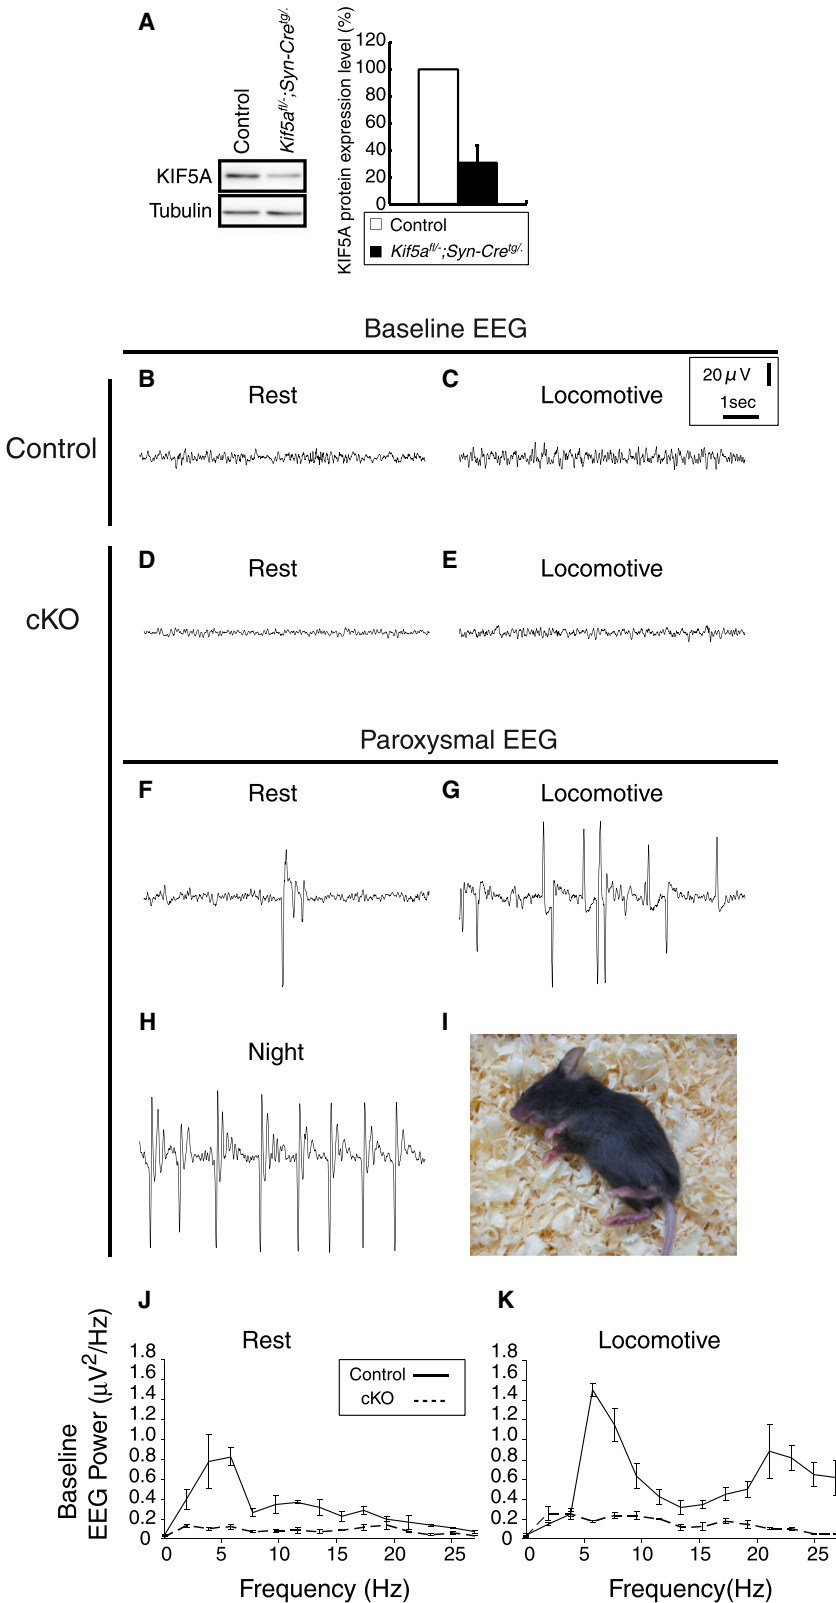 A
Control
Kif5afl/-;Syn-Cretg/.
KIF5A
Tubulin
KIF5A protein expression level (%)
120
100
80
60
40
20
0
Control
Kif5afl/-;Syn-Cretg/.
Baseline EEG
B
Rest
C
Locomotive
20 μ V
1sec
Control
D
Rest
E
Locomotive
cKO
Paroxysmal EEG
F
Rest
G
Locomotive
H
Night
I
J
Rest
Baseline
EEG Power (μV2/Hz)
1.8
1.6
1.4
1.2
1.0
0.8
0.6
0.4
0.2
0
Control
cKO
0 5 10 15 20 25
Frequency (Hz)
K
Locomotive
1.8
1.6
1.4
1.2
1.0
0.8
0.6
0.4
0.2
0
0 5 10 15 20 25
Frequency(Hz)